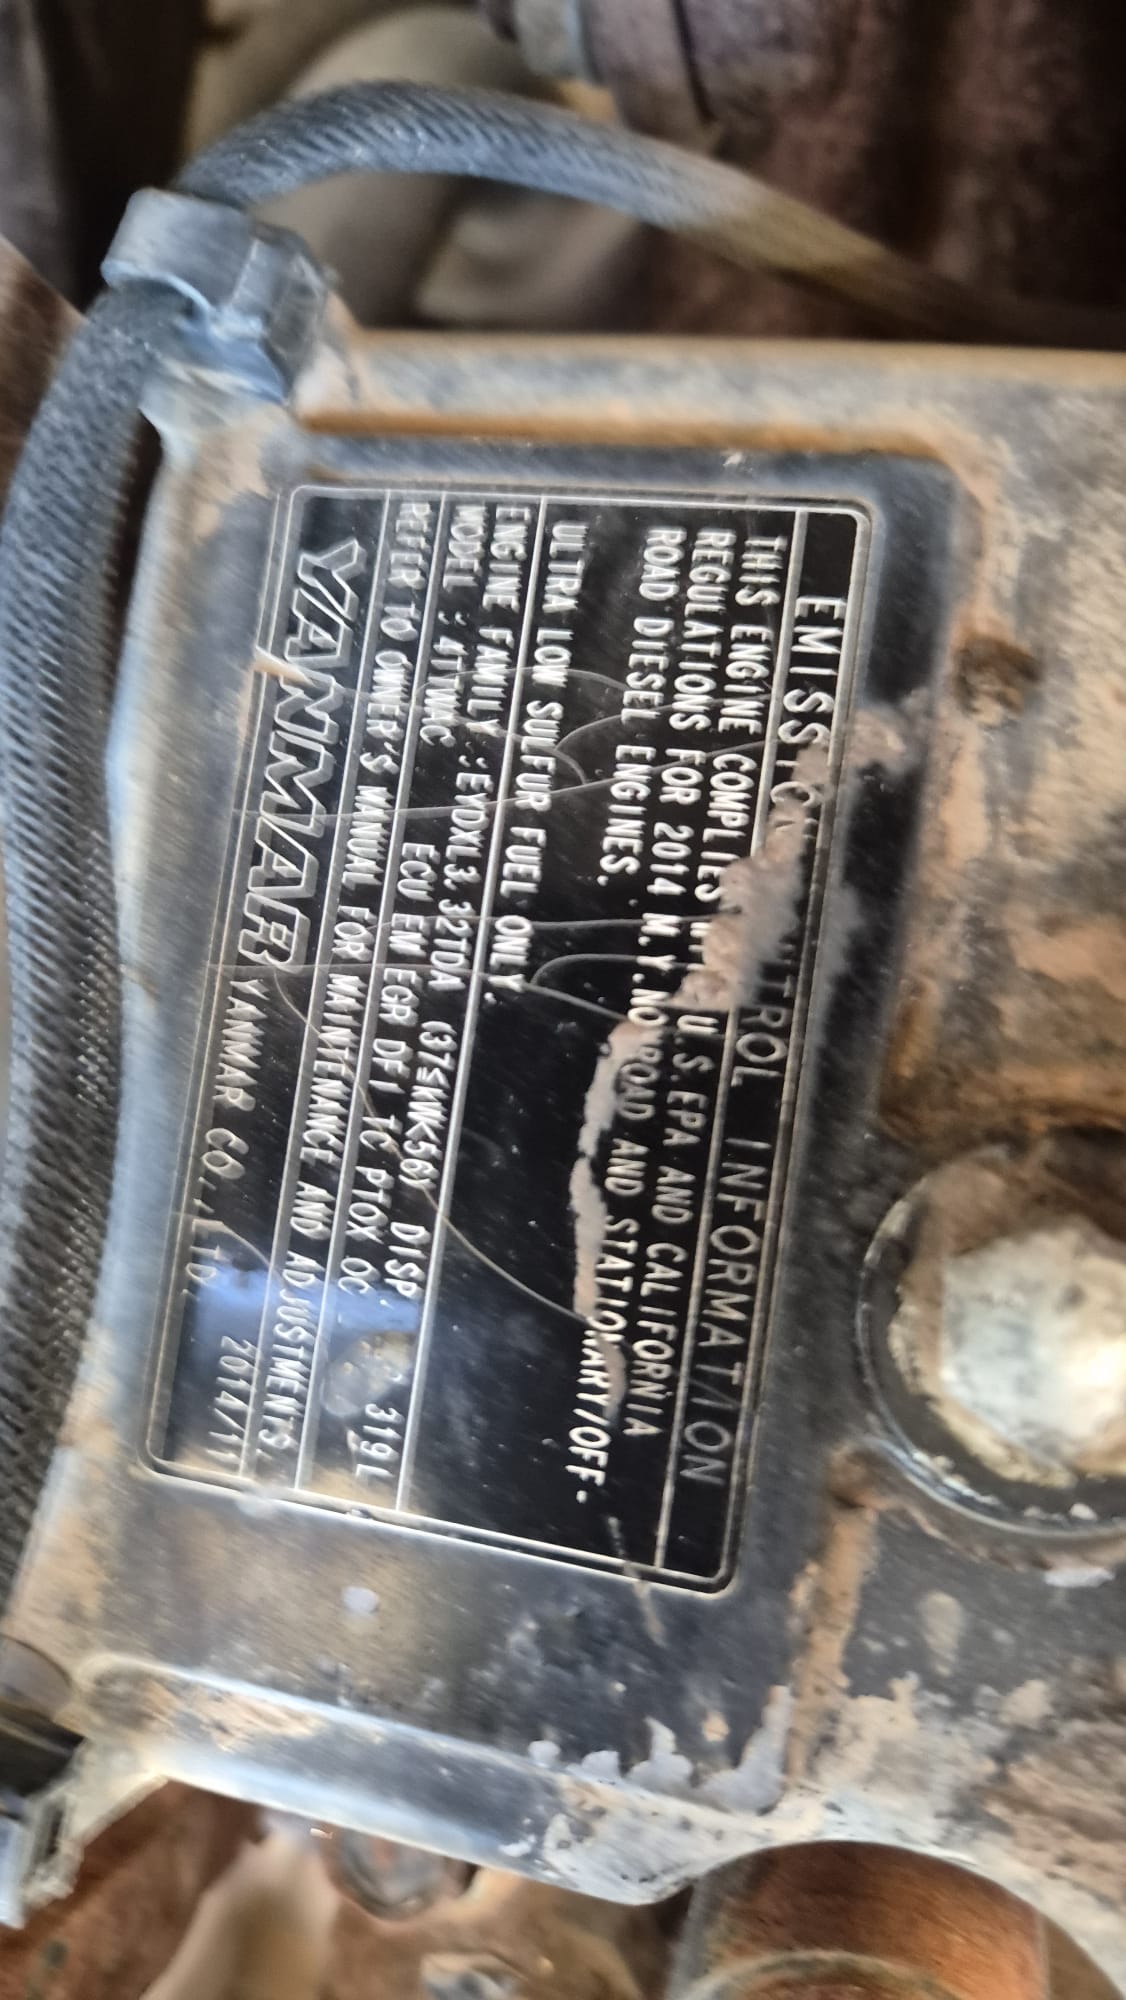 EMISSION CONTROL INFORMATION
THIS ENGINE COMPLIES WITH U.S.EPA AND CALIFORNIA
REGULATIONS FOR 2014 M.Y.NONROAD AND STATIONARY/OFF-
ROAD DIESEL ENGINES.
ULTRA LOW SULFUR FUEL ONLY.
ENGINE FAMILY :EYDXL3.32TDA (37≤KW<56)
MODEL : 4TNV ECU EM EGR DFI TC PTOX OC DISP : 319L
REFER TO OWNER'S MANUAL FOR MAINTENANCE AND ADJUSTMENTS.
YANMAR YANMAR CO.,LTD. 2014/11